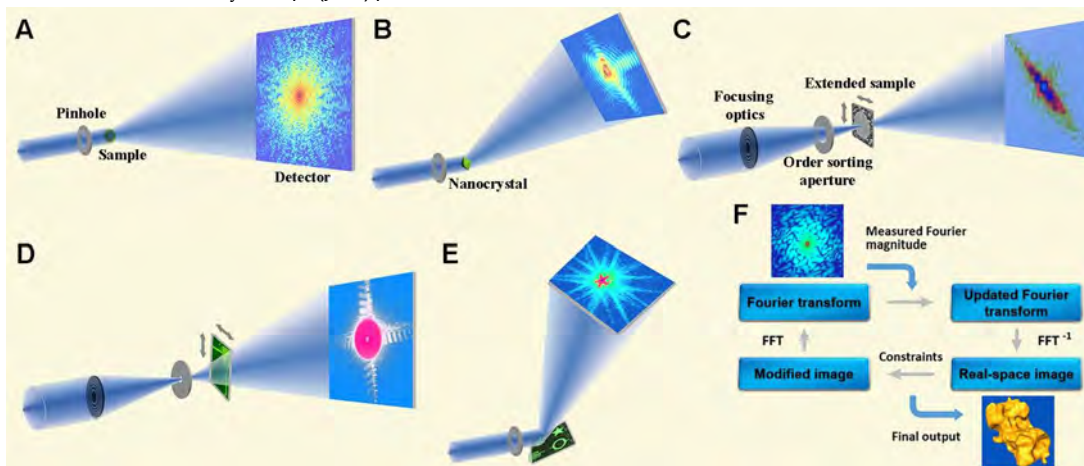 A
Pinhole
Sample
Detector
B
Nanocrystal
C
Extended sample
Focusing
optics
Order sorting
aperture
D
E
F
Measured Fourier
magnitude
Fourier transform
Updated Fourier
transform
FFT
FFT -1
Constraints
Modified image
Real-space image
Final output